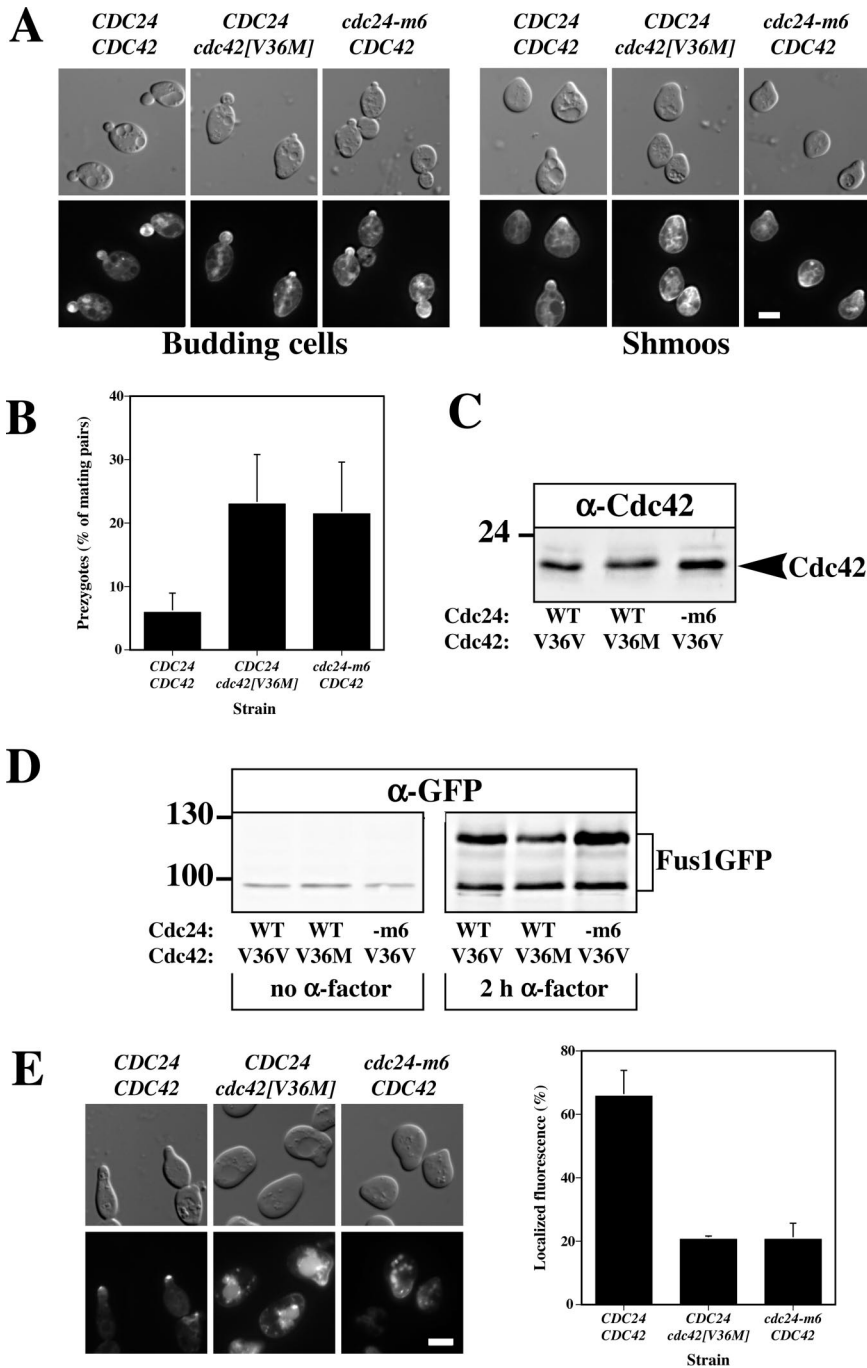 A
CDC24 CDC42
CDC24 cdc42[V36M]
cdc24-m6 CDC42
CDC24 CDC42
CDC24 cdc42[V36M]
cdc24-m6 CDC42
Budding cells
Shmoos
B
Prezygotes (% of mating pairs)
40
30
20
10
0
CDC24 CDC42
CDC24 cdc42[V36M]
cdc24-m6 CDC42
Strain
C
α-Cdc42
24
Cdc42
Cdc24: WT WT -m6
Cdc42: V36V V36M V36V
D
α-GFP
130
100
Fus1GFP
Cdc24: WT WT -m6 WT WT -m6
Cdc42: V36V V36M V36V V36V V36M V36V
no α-factor
2 h α-factor
E
CDC24 CDC42
CDC24 cdc42[V36M]
cdc24-m6 CDC42
Localized fluorescence (%)
80
60
40
20
0
CDC24 CDC42
CDC24 cdc42[V36M]
cdc24-m6 CDC42
Strain